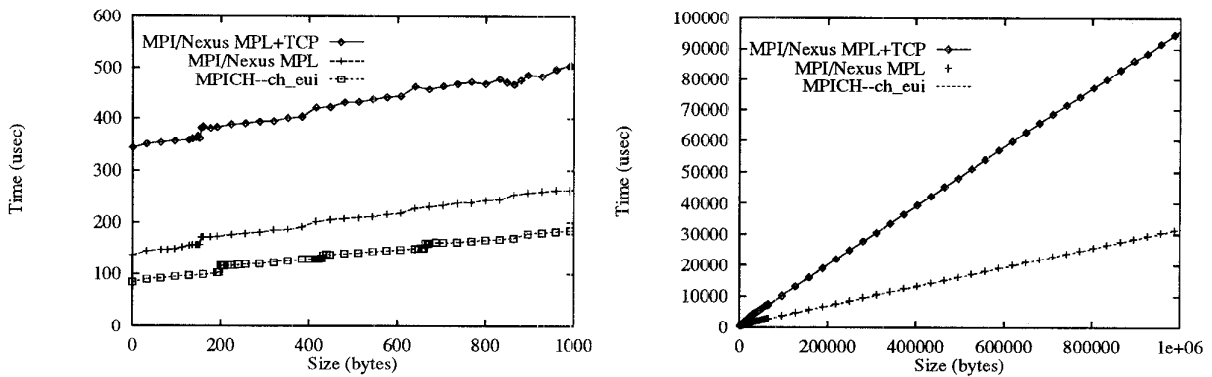 600
500
400
300
200
100
0
Time (usec)
MPI/Nexus MPL+TCP
MPI/Nexus MPL
MPICH--ch_eui
0 200 400 600 800 1000
Size (bytes)
100000
90000
80000
70000
60000
50000
40000
30000
20000
10000
0
Time (usec)
MPI/Nexus MPL+TCP
MPI/Nexus MPL
MPICH--ch_eui
0 200000 400000 600000 800000 1e+06
Size (bytes)